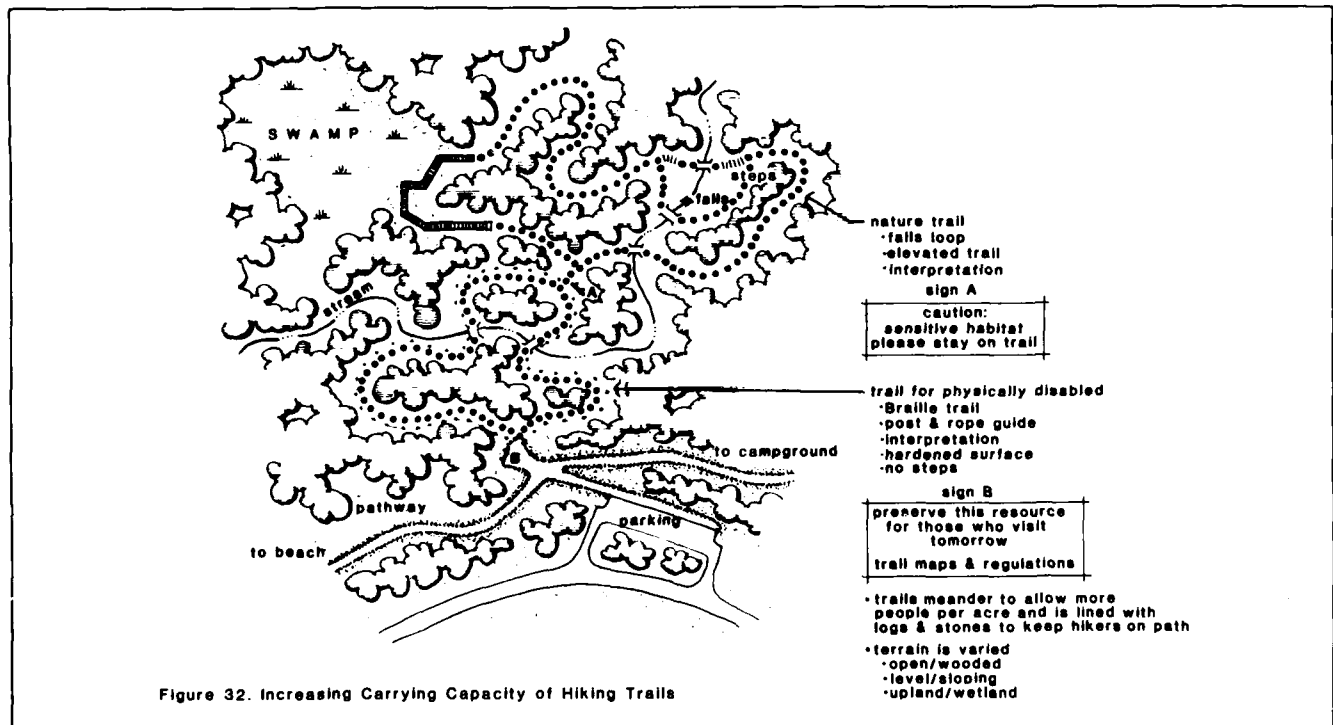 SWAMP
steps
falls
A
stream
B
to campground
pathway
parking
to beach
nature trail
·falls loop
·elevated trail
·interpretation
sign A
caution:
sensitive habitat
please stay on trail
trail for physically disabled
·Braille trail
·post & rope guide
·interpretation
·hardened surface
·no steps
sign B
preserve this resource
for those who visit
tomorrow
trail maps & regulations
·trails meander to allow more
people per acre and is lined with
logs & stones to keep hikers on path
·terrain is varied
·open/wooded
·level/sloping
·upland/wetland
Figure 32. Increasing Carrying Capacity of Hiking Trails